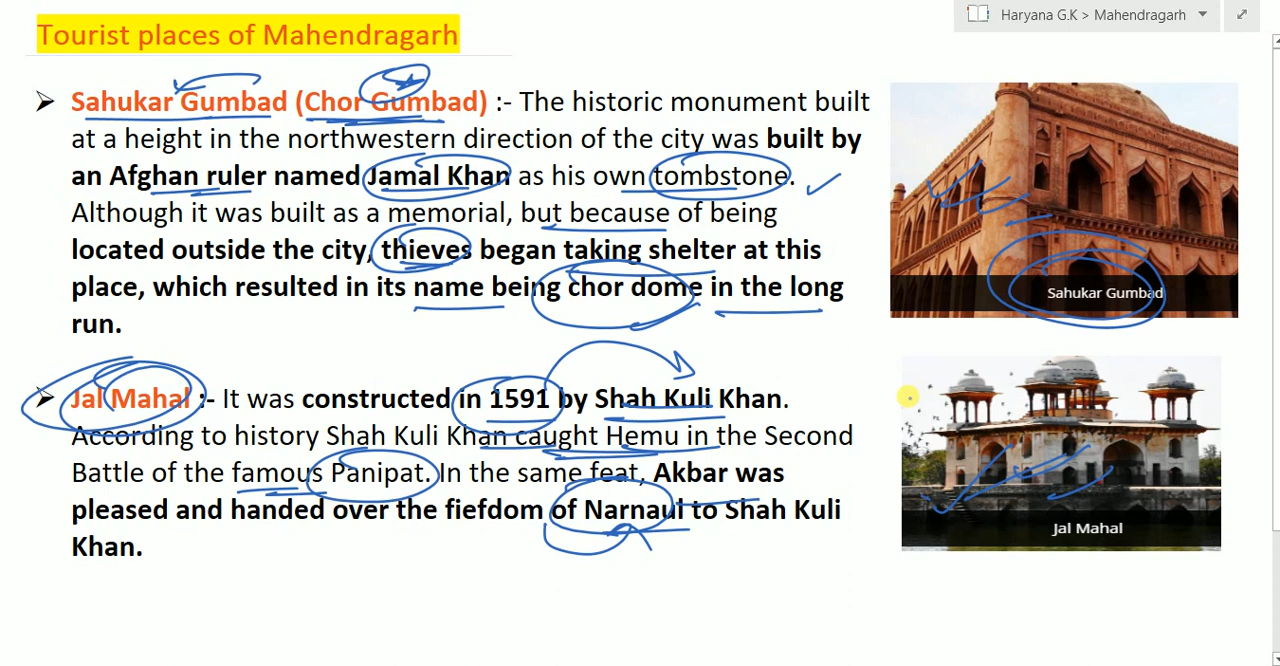 Haryana G.K > Mahendragarh
Tourist places of Mahendragarh
➤ Sahukar Gumbad (Chor Gumbad) :- The historic monument built
at a height in the northwestern direction of the city was built by
an Afghan ruler named Jamal Khan as his own tombstone.
Although it was built as a memorial, but because of being
located outside the city, thieves began taking shelter at this
place, which resulted in its name being chor dome in the long
run.
Sahukar Gumbad
➤ Jal Mahal :- It was constructed in 1591 by Shah Kuli Khan.
According to history Shah Kuli Khan caught Hemu in the Second
Battle of the famous Panipat. In the same feat, Akbar was
pleased and handed over the fiefdom of Narnaul to Shah Kuli
Khan.
Jal Mahal